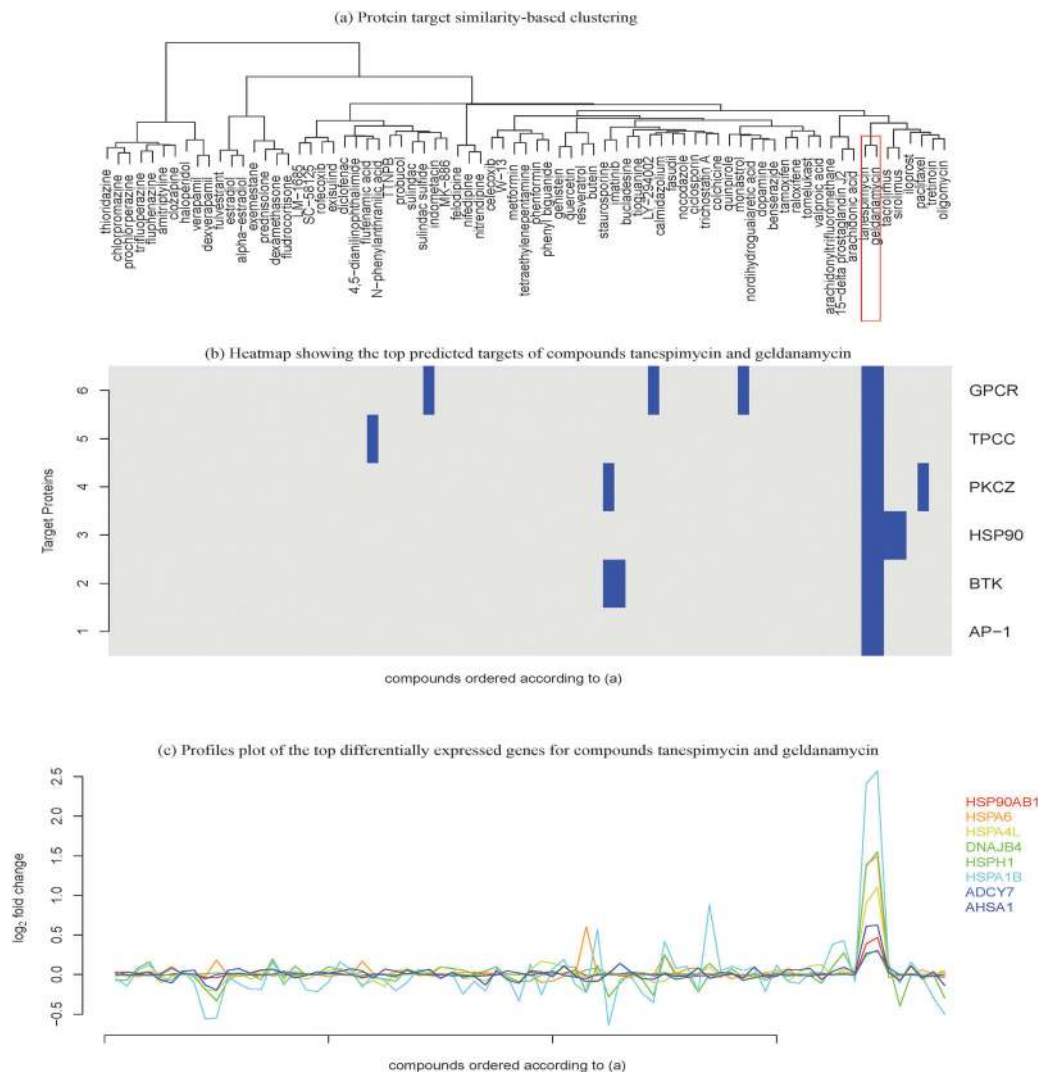 (a) Protein target similarity-based clustering
thioridazine
chlorpromazine
prochlorperazine
trifluoperazine
fluphenazine
amitriptyline
clozapine
haloperidol
verapamil
dexverapamil
fulvestrant
estradiol
alpha-estradiol
exemestane
prednisolone
dexamethasone
fludrocortisone
LM-1685
SC-58125
rofecoxib
exisulind
diclofenac
4,5-dianilinophthalimide
flufenamic acid
N-phenylantranilic acid
TTNPB
probucol
sulindac
sulindac sulfide
indometacin
MK-886
felodipine
nifedipine
nitrendipine
celecoxib
W-13
metformin
tetraethylenepentamine
phenformin
phenyl biguanide
genistein
quercetin
resveratrol
butein
staurosporine
imatinib
bucladesine
tioguanine
LY-294002
calmidazolium
fasudil
nocodazole
ciclosporin
trichostatin A
colchicine
quinpirole
monastrol
nordihydroguaiaretic acid
dopamine
benserazide
tamoxifen
raloxifene
tomelukast
valproic acid
arachidonyltrifluoromethane
15-delta prostaglandin J2
arachidonic acid
tanespimycin
geldanamycin
tacrolimus
sirolimus
iloprost
paclitaxel
tretinoin
oligomycin
(b) Heatmap showing the top predicted targets of compounds tanespimycin and geldanamycin
Target Proteins
6
5
4
3
2
1
GPCR
TPCC
PKCZ
HSP90
BTK
AP-1
compounds ordered according to (a)
(c) Profiles plot of the top differentially expressed genes for compounds tanespimycin and geldanamycin
log2 fold change
2.5
2.0
1.5
1.0
0.5
0.0
-0.5
HSP90AB1
HSPA6
HSPA4L
DNAJB4
HSPH1
HSPA1B
ADCY7
AHSA1
compounds ordered according to (a)